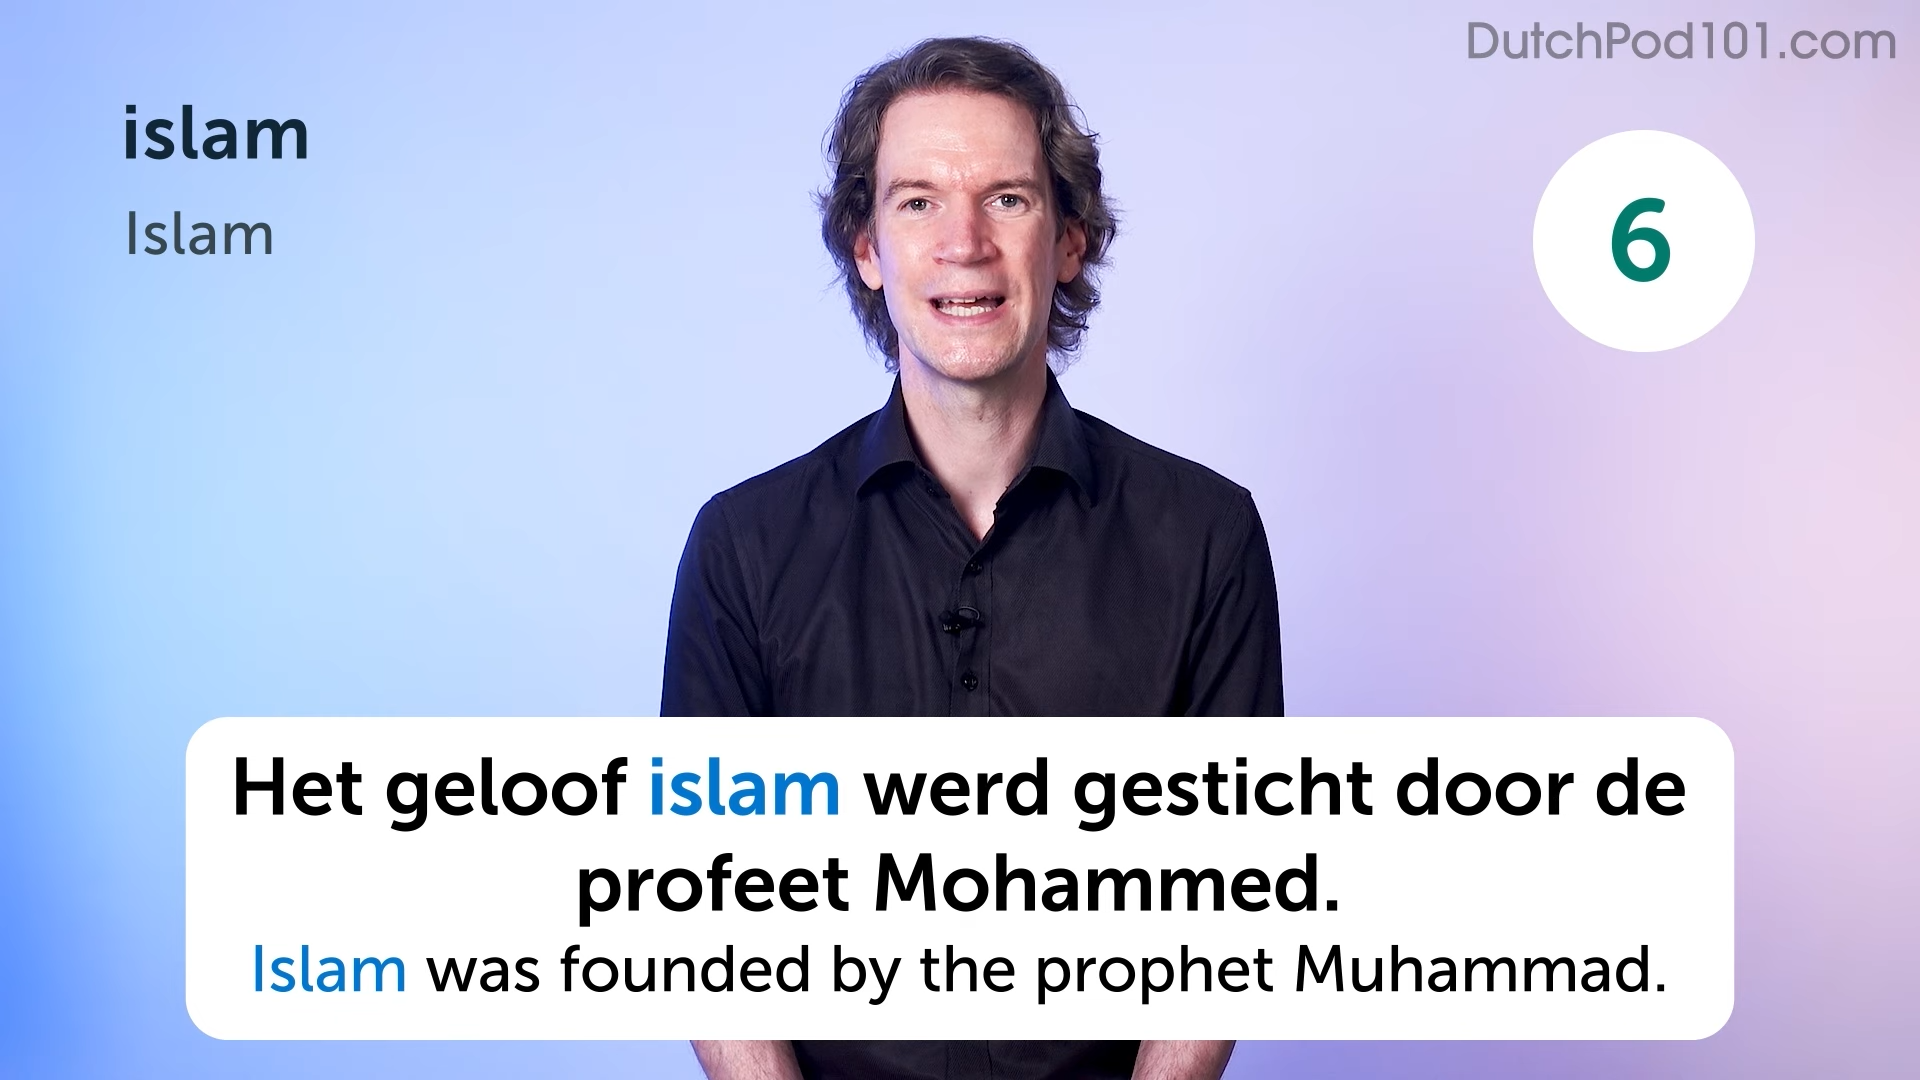 DutchPod101.com
islam
Islam
6
Het geloof islam werd gesticht door de
profeet Mohammed.
Islam was founded by the prophet Muhammad.